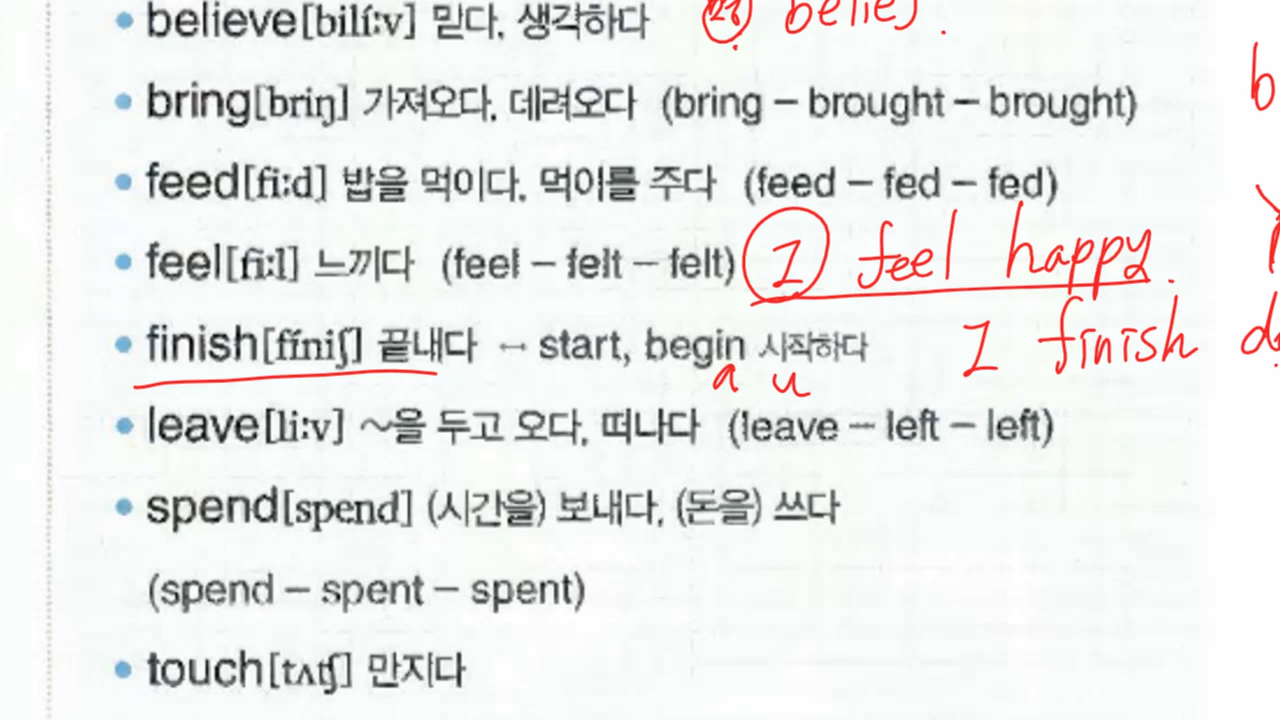 • believe[bilíːv] 믿다, 생각하다 belief.
• bring[briŋ] 가져오다, 데려오다 (bring – brought – brought) b
• feed[fiːd] 밥을 먹이다, 먹이를 주다 (feed – fed – fed)
• feel[fiːl] 느끼다 (feel – felt – felt) I feel happy.
• finish[fíniʃ] 끝내다 ↔ start, begin 시작하다 I finish
a u
• leave[liːv] ~을 두고 오다, 떠나다 (leave – left – left)
• spend[spend] (시간을) 보내다, (돈을) 쓰다
(spend – spent – spent)
• touch[tʌtʃ] 만지다